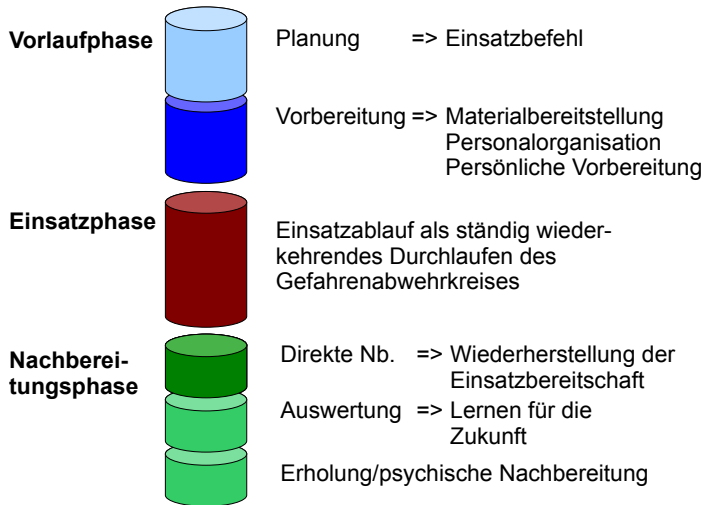 Vorlaufphase
Planung => Einsatzbefehl
Vorbereitung => Materialbereitstellung
Personalorganisation
Persönliche Vorbereitung
Einsatzphase
Einsatzablauf als ständig wieder-
kehrendes Durchlaufen des
Gefahrenabwehrkreises
Nachberei-
tungsphase
Direkte Nb. => Wiederherstellung der
Einsatzbereitschaft
Auswertung => Lernen für die
Zukunft
Erholung/psychische Nachbereitung